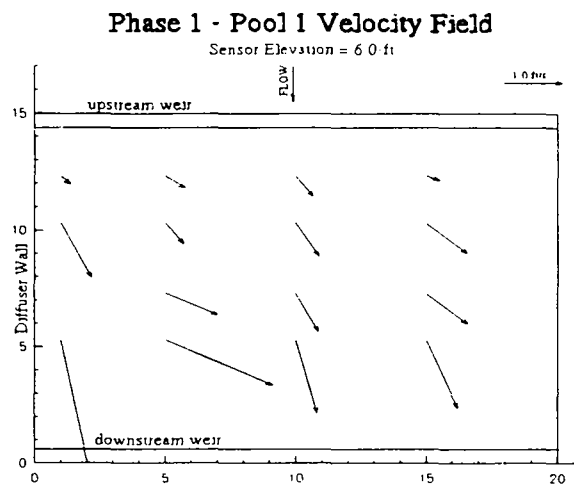 Phase 1 - Pool 1 Velocity Field
Sensor Elevation = 6.0 ft
FLOW
1.0 ft/s
upstream weir
15
10
Diffuser Wall
5
downstream weir
0
0 5 10 15 20